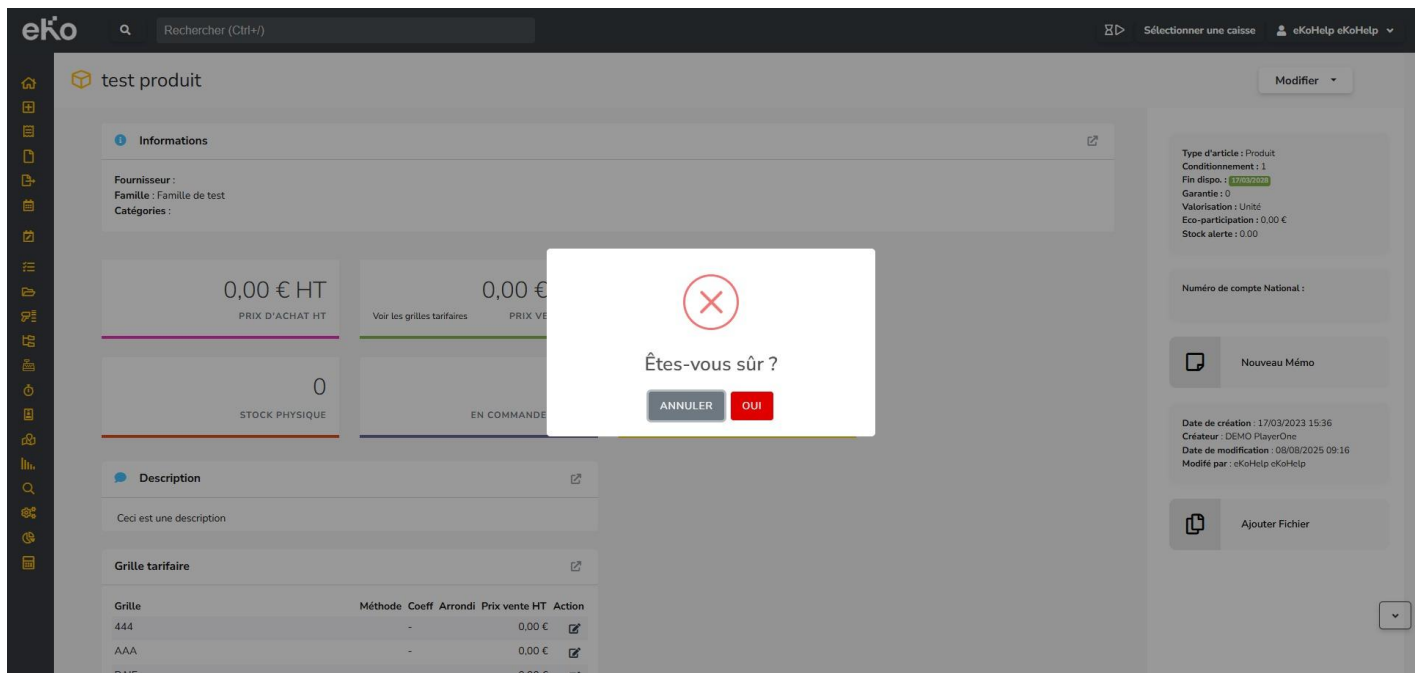 eKo
Rechercher (Ctrl+/)
Sélectionner une caisse
eKoHelp eKoHelp
test produit
Modifier
Informations
Fournisseur :
Famille : Famille de test
Catégories :
0,00 € HT
PRIX D'ACHAT HT
0,00 €
Voir les grilles tarifaires PRIX VE
0
STOCK PHYSIQUE
EN COMMANDE
Êtes-vous sûr ?
ANNULER OUI
Description
Ceci est une description
Grille tarifaire
Grille Méthode Coeff Arrondi Prix vente HT Action
444 - 0,00 €
AAA - 0,00 €
Type d'article : Produit
Conditionnement : 1
Fin dispo. : 17/03/2028
Garantie : 0
Valorisation : Unité
Eco-participation : 0,00 €
Stock alerte : 0.00
Numéro de compte National :
Nouveau Mémo
Date de création : 17/03/2023 15:36
Créateur : DEMO PlayerOne
Date de modification : 08/08/2025 09:16
Modifé par : eKoHelp eKoHelp
Ajouter Fichier